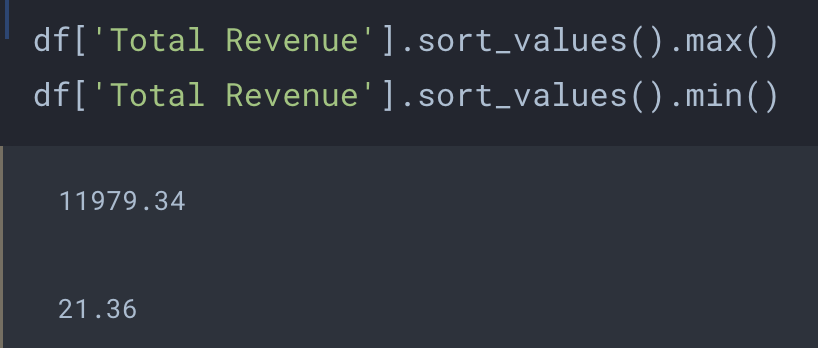 df['Total Revenue'].sort_values().max()
df['Total Revenue'].sort_values().min()
11979.34
21.36